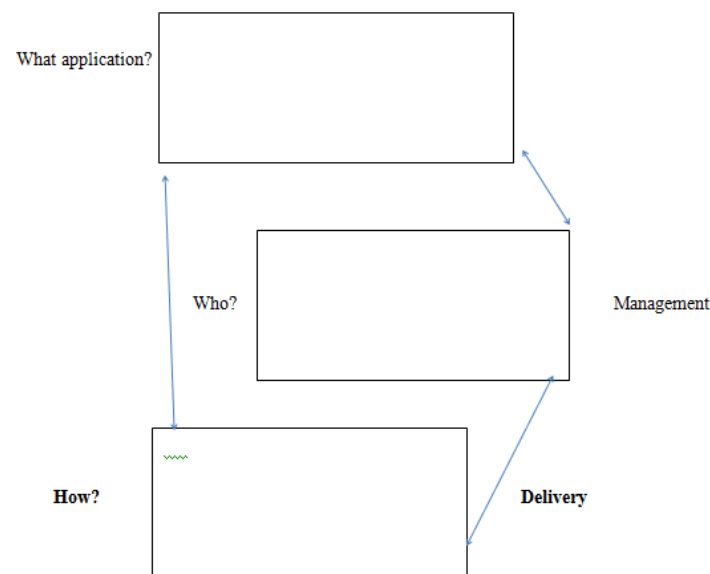 What application?
Who?
Management
How?
Delivery